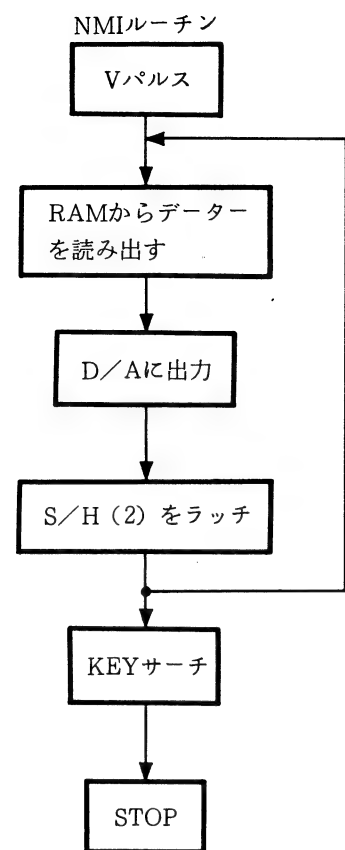 NMIルーチン
Vパルス
RAMからデーター
を読み出す
D/Aに出力
S/H(2)をラッチ
KEYサーチ
STOP